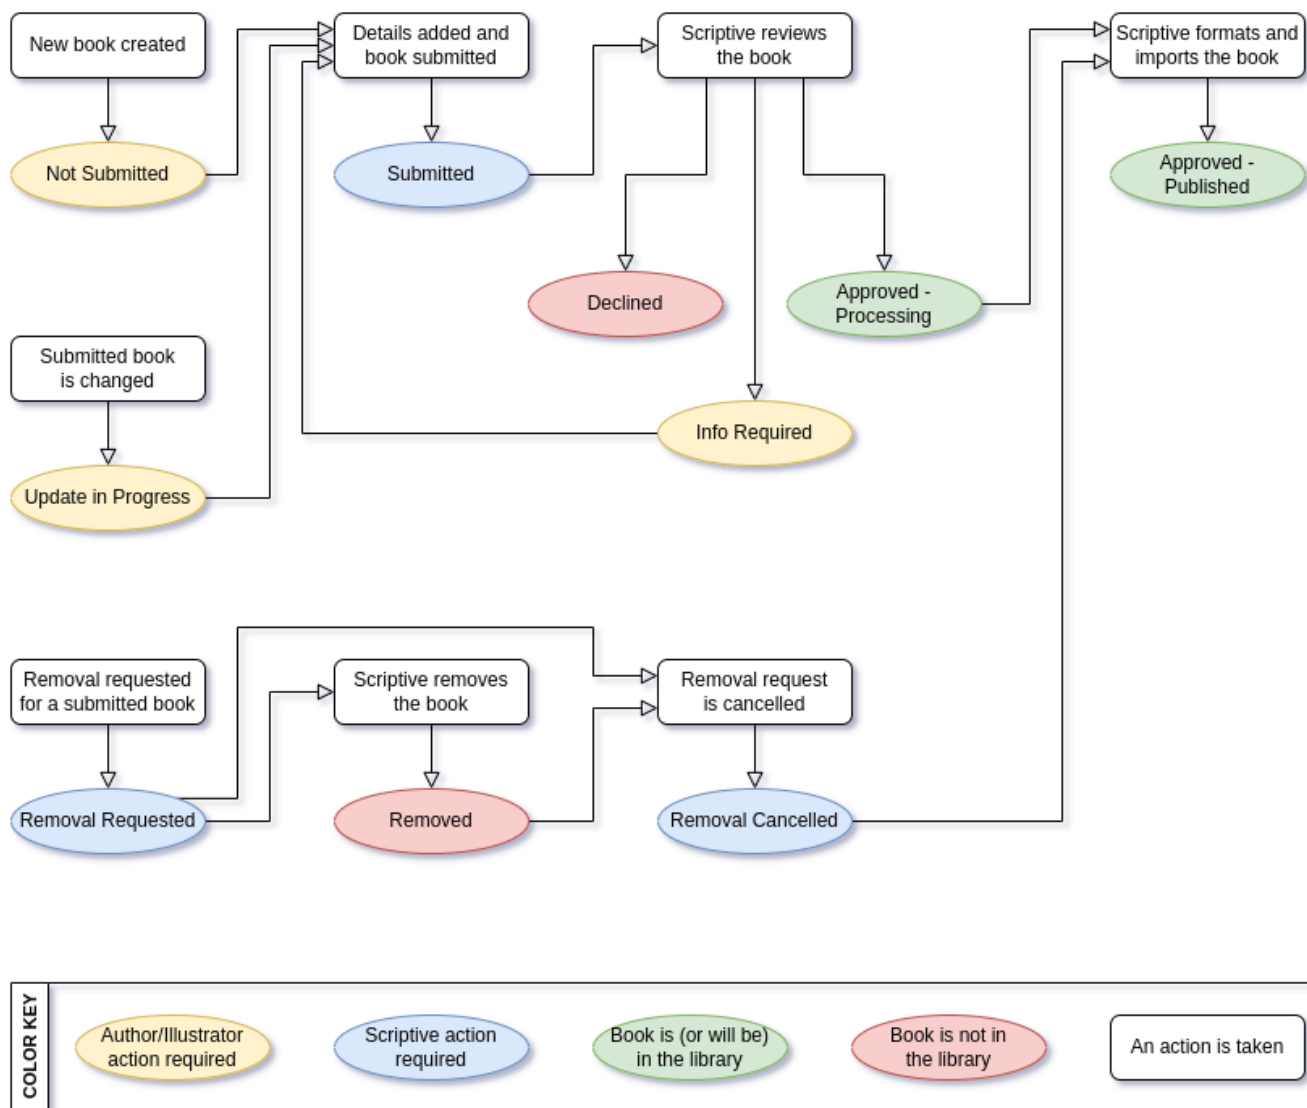 New book created
Details added and
book submitted
Scriptive reviews
the book
Scriptive formats and
imports the book
Not Submitted
Submitted
Approved -
Published
Declined
Approved -
Processing
Submitted book
is changed
Info Required
Update in Progress
Removal requested
for a submitted book
Scriptive removes
the book
Removal request
is cancelled
Removal Requested
Removed
Removal Cancelled
COLOR KEY
Author/Illustrator
action required
Scriptive action
required
Book is (or will be)
in the library
Book is not in
the library
An action is taken